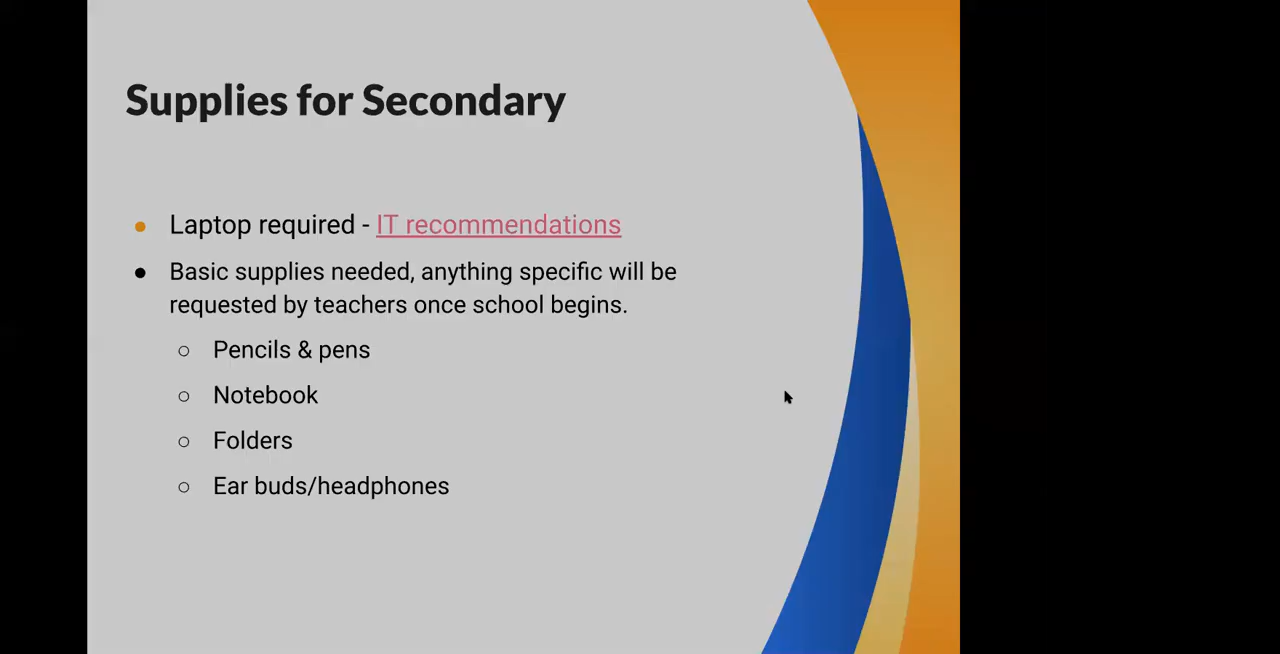 Supplies for Secondary
● Laptop required - IT recommendations
● Basic supplies needed, anything specific will be
requested by teachers once school begins.
○ Pencils & pens
○ Notebook
○ Folders
○ Ear buds/headphones